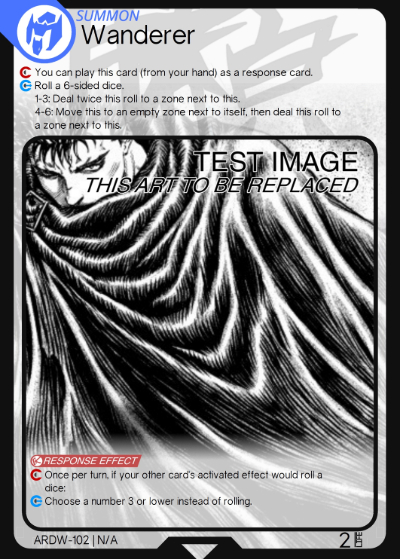 SUMMON
Wanderer
C You can play this card (from your hand) as a response card.
E Roll a 6-sided dice.
1-3: Deal twice this roll to a zone next to this.
4-6: Move this to an empty zone next to itself, then deal this roll to
a zone next to this.
TEST IMAGE
THIS ART TO BE REPLACED
RESPONSE EFFECT
C Once per turn, if your other card's activated effect would roll a
dice:
E Choose a number 3 or lower instead of rolling.
ARDW-102 | N/A
2 LIFE